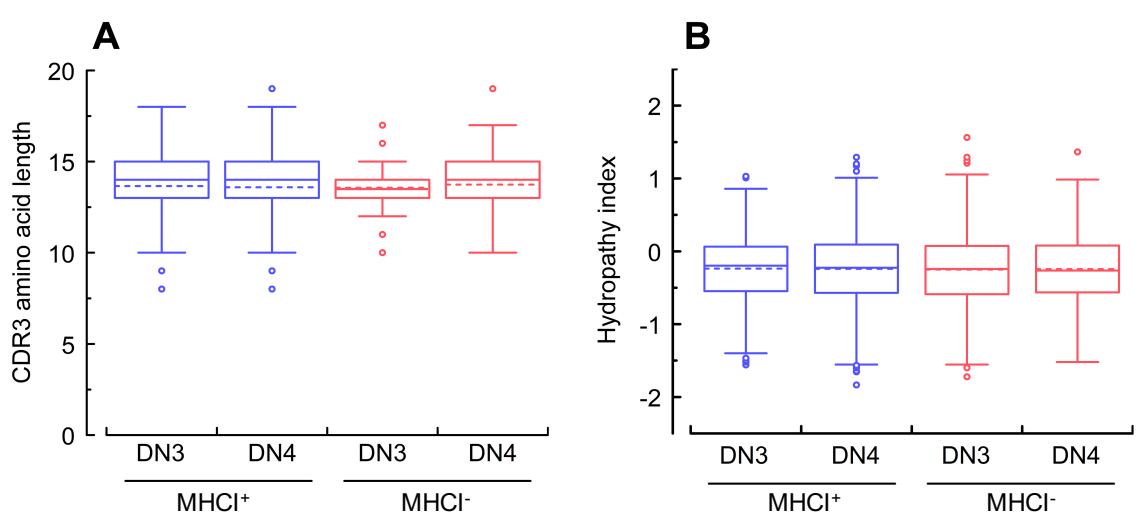 A
CDR3 amino acid length
20
15
10
5
0
DN3 DN4 DN3 DN4
MHCI⁺ MHCI⁻
B
Hydropathy index
2
1
0
-1
-2
DN3 DN4 DN3 DN4
MHCI⁺ MHCI⁻